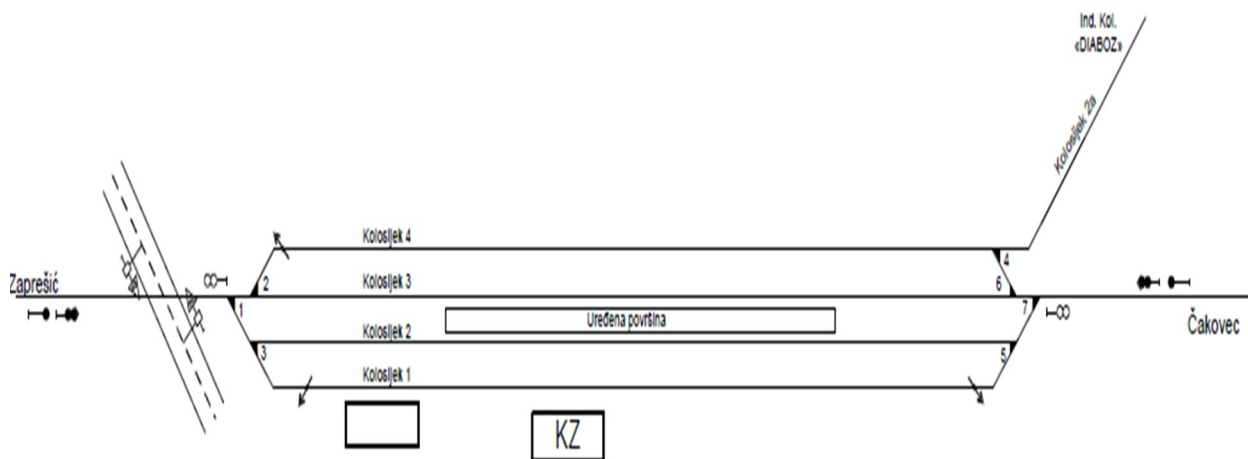 Ind. Kol.
«DIABOZ»
Kolosijek 2a
Kolosijek 4
2
4
Zaprešić
Kolosijek 3
6
1
Uređena površina
7
Čakovec
Kolosijek 2
3
5
Kolosijek 1
KZ